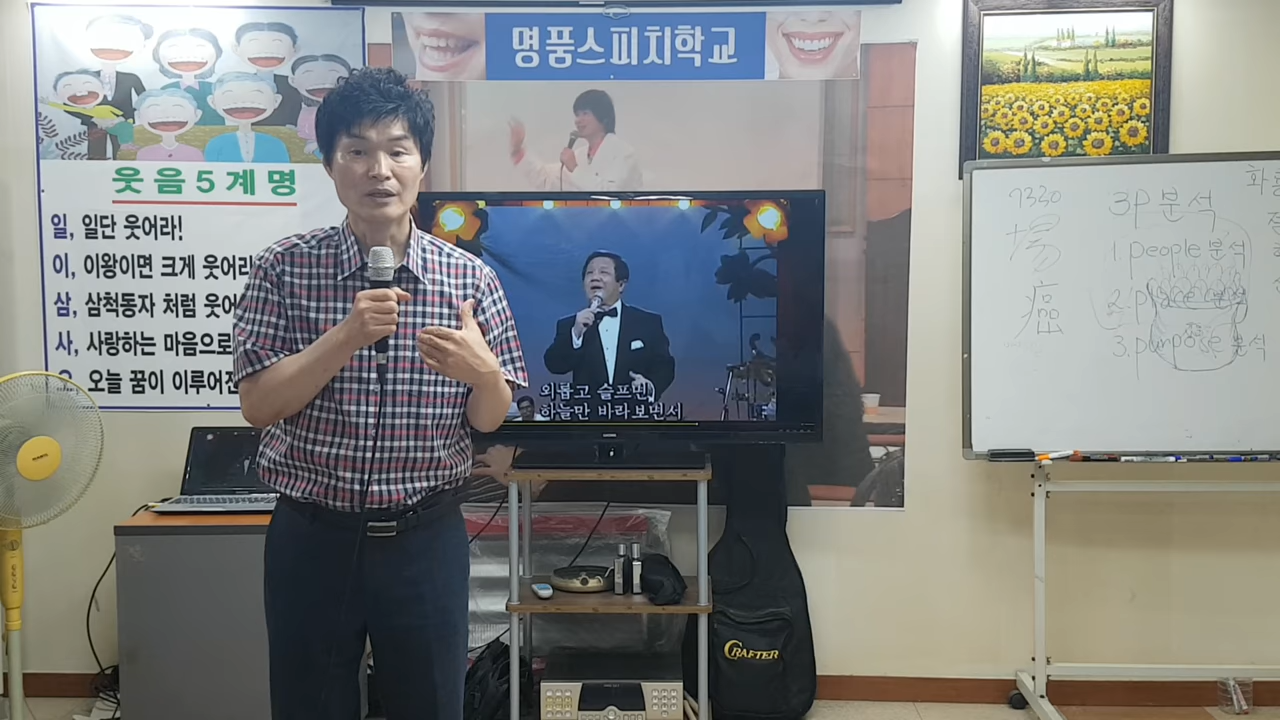 명품스피치학교
웃음5계명
일, 일단 웃어라!
이, 이왕이면 크게 웃어라
삼, 삼척동자 처럼 웃어
사, 사랑하는 마음으로
오늘 꿈이 이루어진
외롭고 슬프면
하늘만 바라보면서
7320
場
癌
3P분석
1. people 분석
2. place
3. purpose 분석
CRAFTER